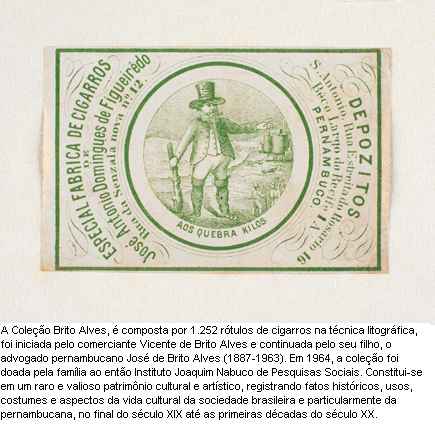 ESPECIAL FABRICA DE CIGARROS
DE
José Antonio Domingues de Figueirêdo
Rua da Senzala nova Nº 12.
AOS QUEBRA KILOS
DEPOZITOS
S. Antonio, Rua Estreita do Rosario 16
Bêco Largo do Recife 1 A
PERNAMBUCO
A Coleção Brito Alves, é composta por 1.252 rótulos de cigarros na técnica litográfica,
foi iniciada pelo comerciante Vicente de Brito Alves e continuada pelo seu filho, o
advogado pernambucano José de Brito Alves (1887-1963). Em 1964, a coleção foi
doada pela família ao então Instituto Joaquim Nabuco de Pesquisas Sociais. Constitui-se
em um raro e valioso patrimônio cultural e artístico, registrando fatos históricos, usos,
costumes e aspectos da vida cultural da sociedade brasileira e particularmente da
pernambucana, no final do século XIX até as primeiras décadas do século XX.